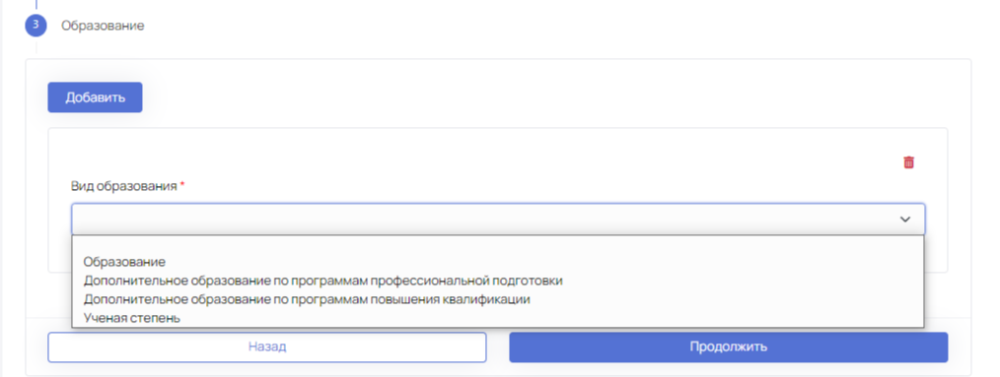 3 Образование
Добавить
Вид образования *
Образование
Дополнительное образование по программам профессиональной подготовки
Дополнительное образование по программам повышения квалификации
Ученая степень
Назад Продолжить